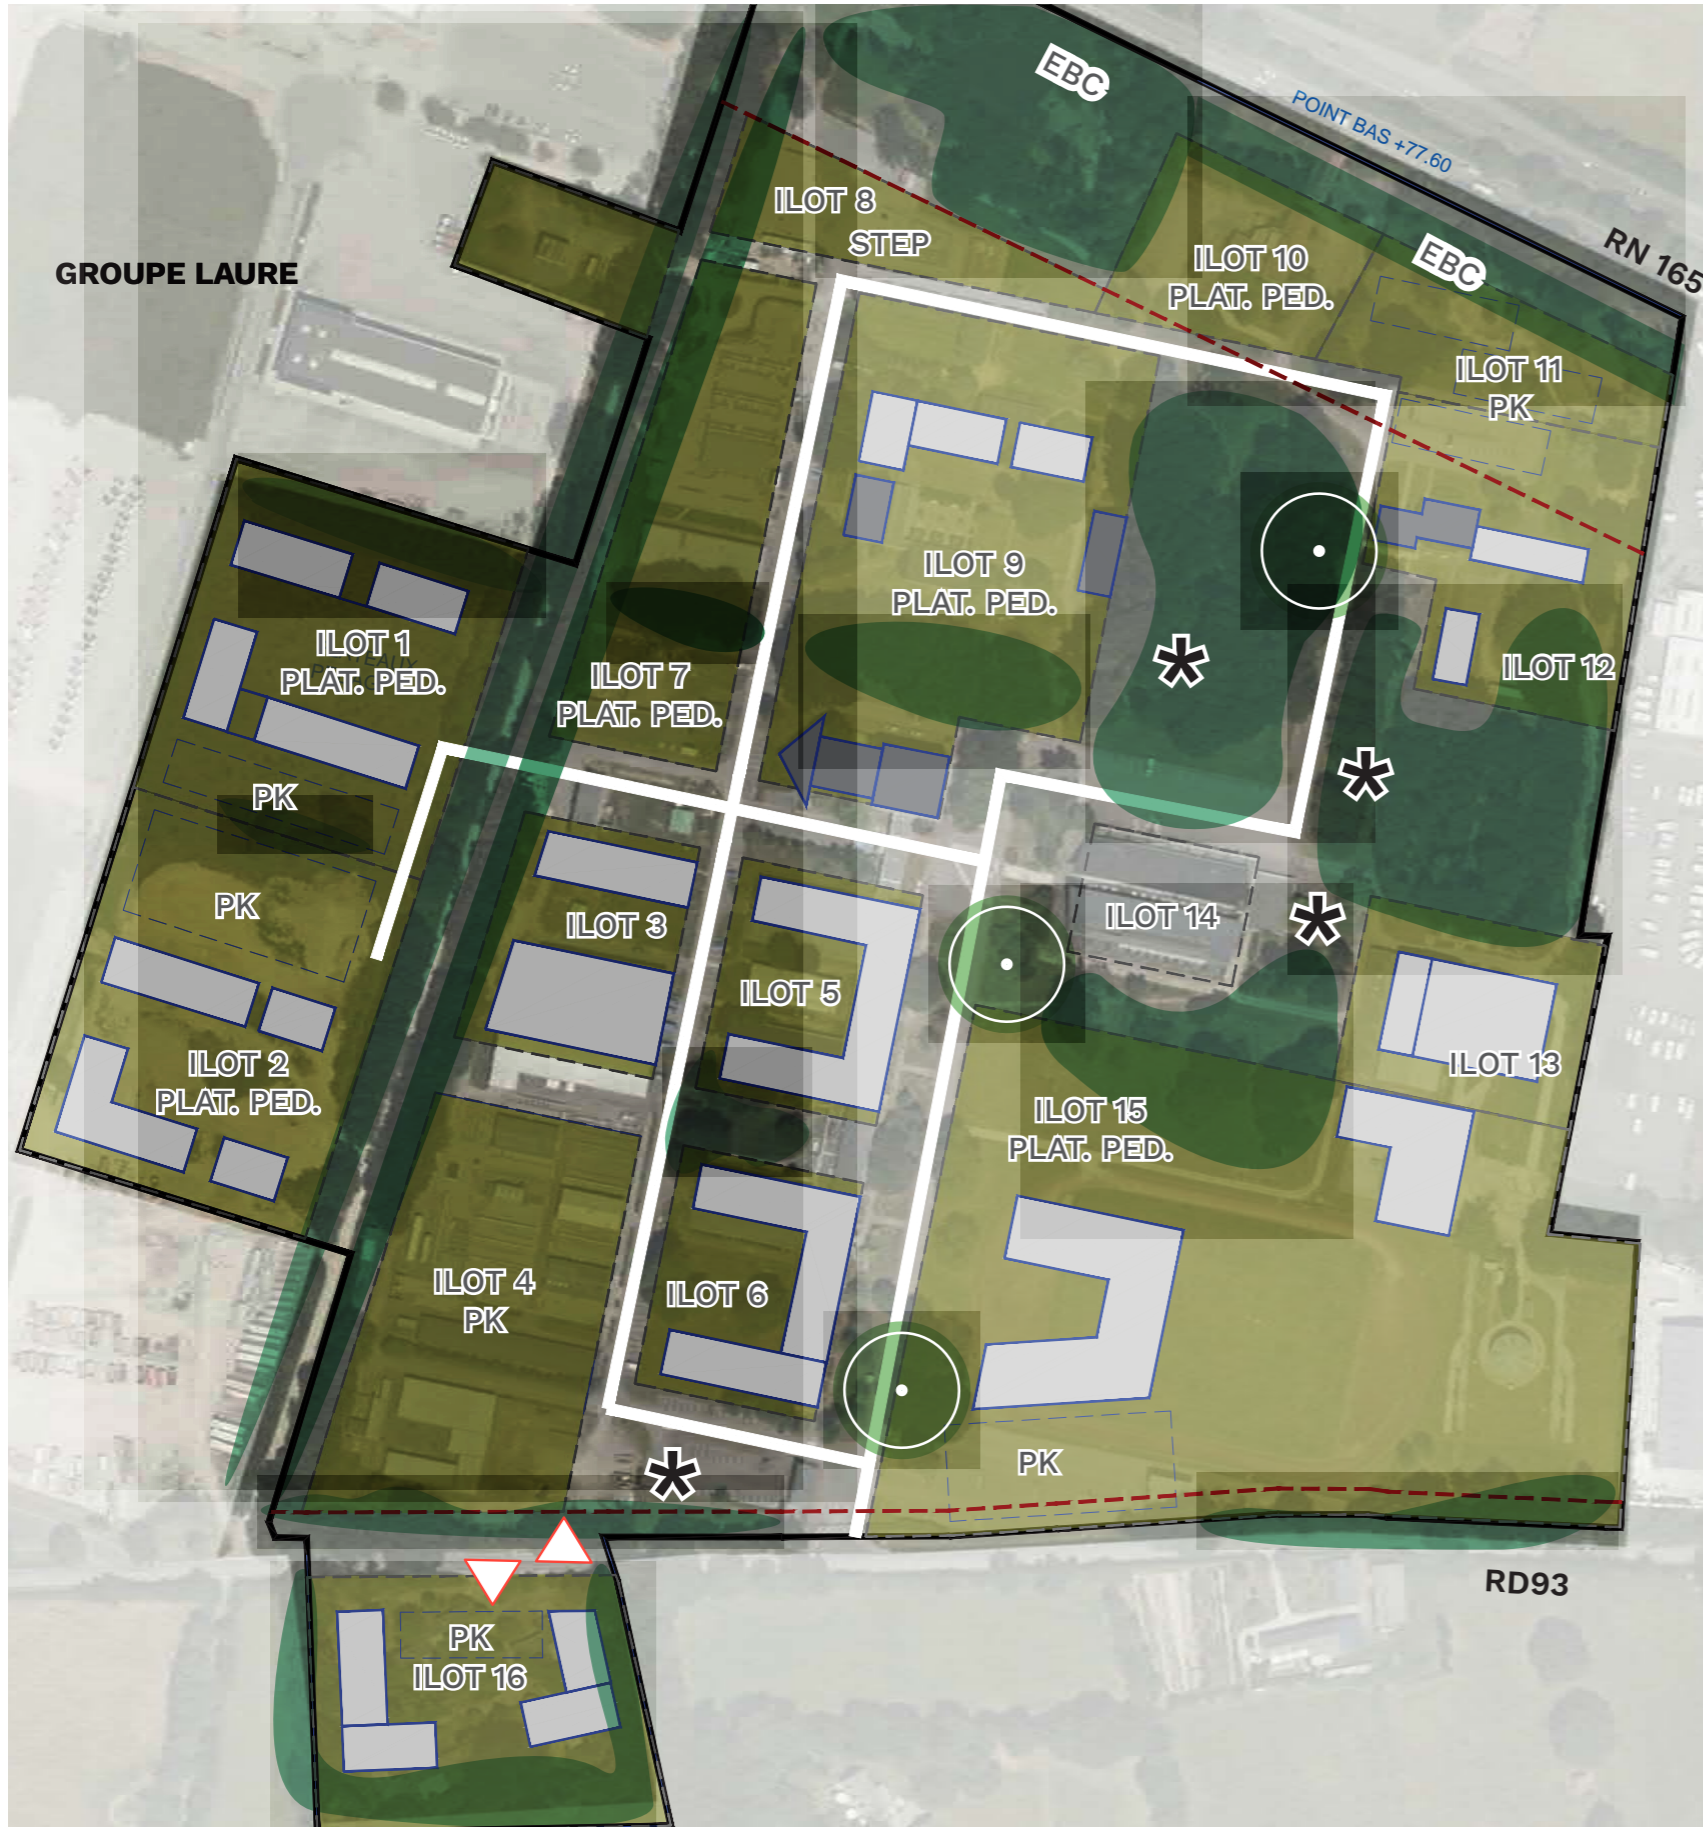 EBC
POINT BAS +77.60
ILOT 8
STEP
EBC
RN 165
ILOT 10
PLAT. PED.
GROUPE LAURE
ILOT 11
PK
ILOT 9
PLAT. PED.
ILOT 1
PLAT. PED.
ILOT 7
PLAT. PED.
ILOT 12
PK
PK
ILOT 3
ILOT 14
ILOT 5
ILOT 2
PLAT. PED.
ILOT 13
ILOT 15
PLAT. PED.
ILOT 4
PK
ILOT 6
PK
RD93
PK
ILOT 16